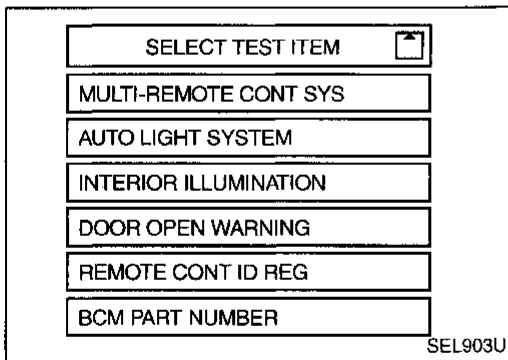 SELECT TEST ITEM
MULTI-REMOTE CONT SYS
AUTO LIGHT SYSTEM
INTERIOR ILLUMINATION
DOOR OPEN WARNING
REMOTE CONT ID REG
BCM PART NUMBER
SEL903U